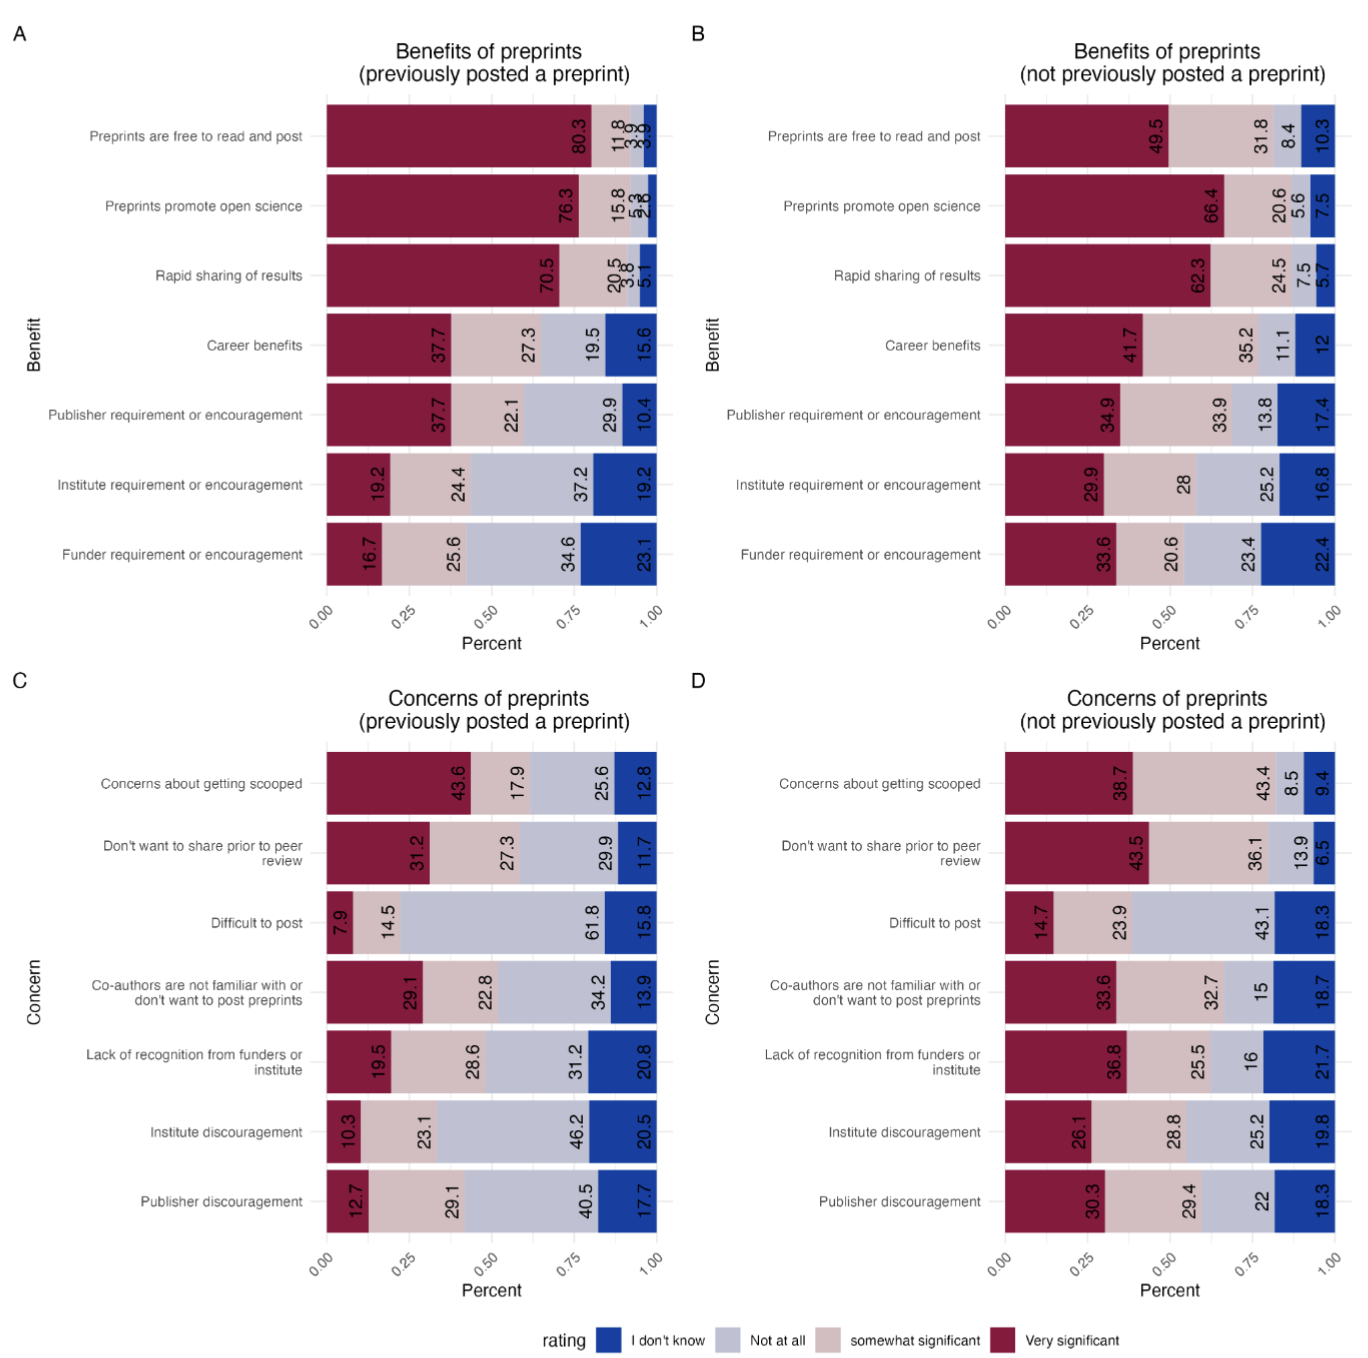 A
Benefits of preprints
(previously posted a preprint)
Benefit
Preprints are free to read and post
80.3 11.8 3.9 3.9
Preprints promote open science
76.3 15.8 5.3 2.6
Rapid sharing of results
70.5 20.5 3.8 5.1
Career benefits
37.7 27.3 19.5 15.6
Publisher requirement or encouragement
37.7 22.1 29.9 10.4
Institute requirement or encouragement
19.2 24.4 37.2 19.2
Funder requirement or encouragement
16.7 25.6 34.6 23.1
0.00 0.25 0.50 0.75 1.00
Percent
B
Benefits of preprints
(not previously posted a preprint)
Benefit
Preprints are free to read and post
49.5 31.8 8.4 10.3
Preprints promote open science
66.4 20.6 5.6 7.5
Rapid sharing of results
62.3 24.5 7.5 5.7
Career benefits
41.7 35.2 11.1 12
Publisher requirement or encouragement
34.9 33.9 13.8 17.4
Institute requirement or encouragement
29.9 28 25.2 16.8
Funder requirement or encouragement
33.6 20.6 23.4 22.4
0.00 0.25 0.50 0.75 1.00
Percent
C
Concerns of preprints
(previously posted a preprint)
Concern
Concerns about getting scooped
43.6 17.9 25.6 12.8
Don't want to share prior to peer
review
31.2 27.3 29.9 11.7
Difficult to post
7.9 14.5 61.8 15.8
Co-authors are not familiar with or
don't want to post preprints
29.1 22.8 34.2 13.9
Lack of recognition from funders or
institute
19.5 28.6 31.2 20.8
Institute discouragement
10.3 23.1 46.2 20.5
Publisher discouragement
12.7 29.1 40.5 17.7
0.00 0.25 0.50 0.75 1.00
Percent
D
Concerns of preprints
(not previously posted a preprint)
Concern
Concerns about getting scooped
38.7 43.4 8.5 9.4
Don't want to share prior to peer
review
43.5 36.1 13.9 6.5
Difficult to post
14.7 23.9 43.1 18.3
Co-authors are not familiar with or
don't want to post preprints
33.6 32.7 15 18.7
Lack of recognition from funders or
institute
36.8 25.5 16 21.7
Institute discouragement
26.1 28.8 25.2 19.8
Publisher discouragement
30.3 29.4 22 18.3
0.00 0.25 0.50 0.75 1.00
Percent
rating I don't know Not at all somewhat significant Very significant